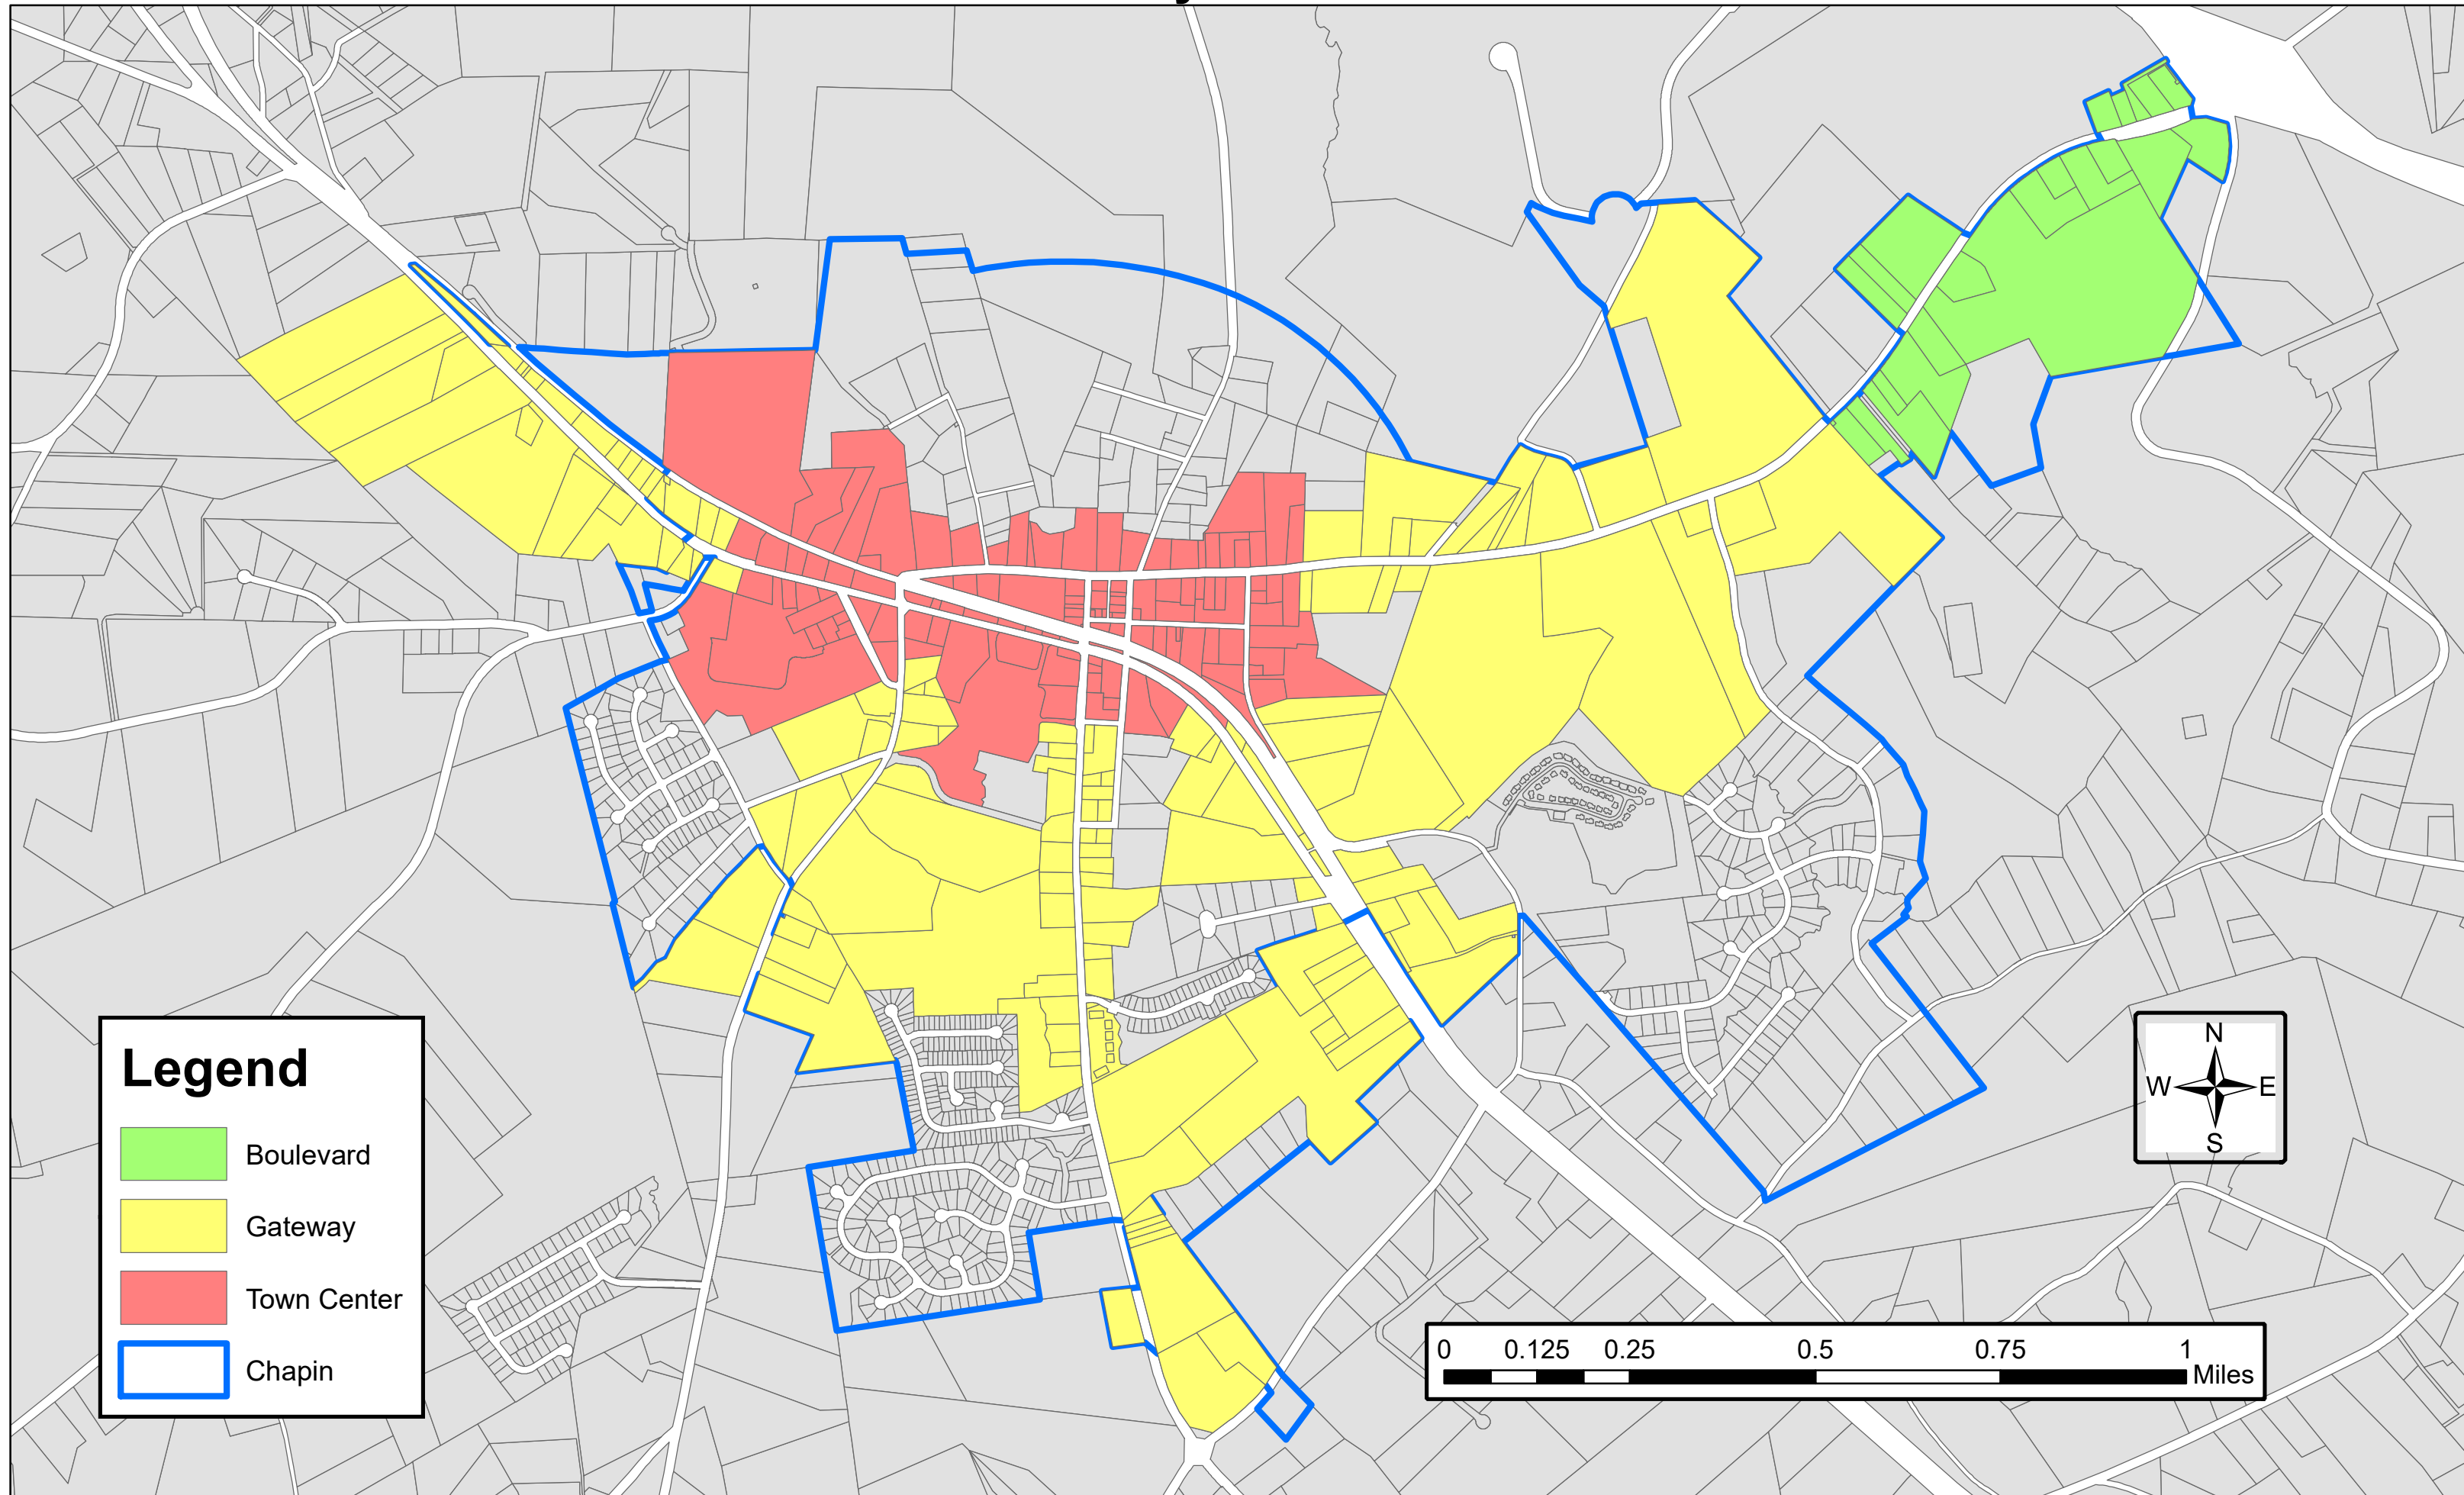 Legend
Boulevard
Gateway
Town Center
Chapin
N
W E
S
0 0.125 0.25 0.5 0.75 1
Miles